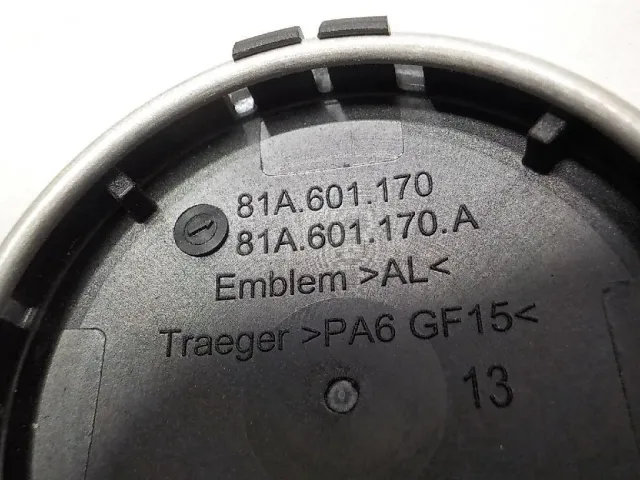 81A.601.170
81A.601.170.A
Emblem >AL<
Traeger >PA6 GF15<
13